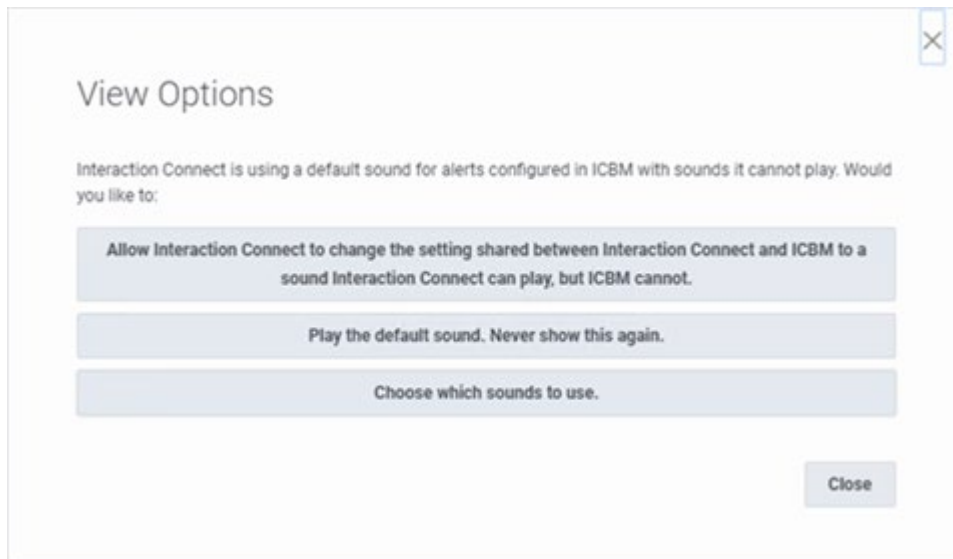 View Options
Interaction Connect is using a default sound for alerts configured in ICBM with sounds it cannot play. Would
you like to:
Allow Interaction Connect to change the setting shared between Interaction Connect and ICBM to a
sound Interaction Connect can play, but ICBM cannot.
Play the default sound. Never show this again.
Choose which sounds to use.
Close